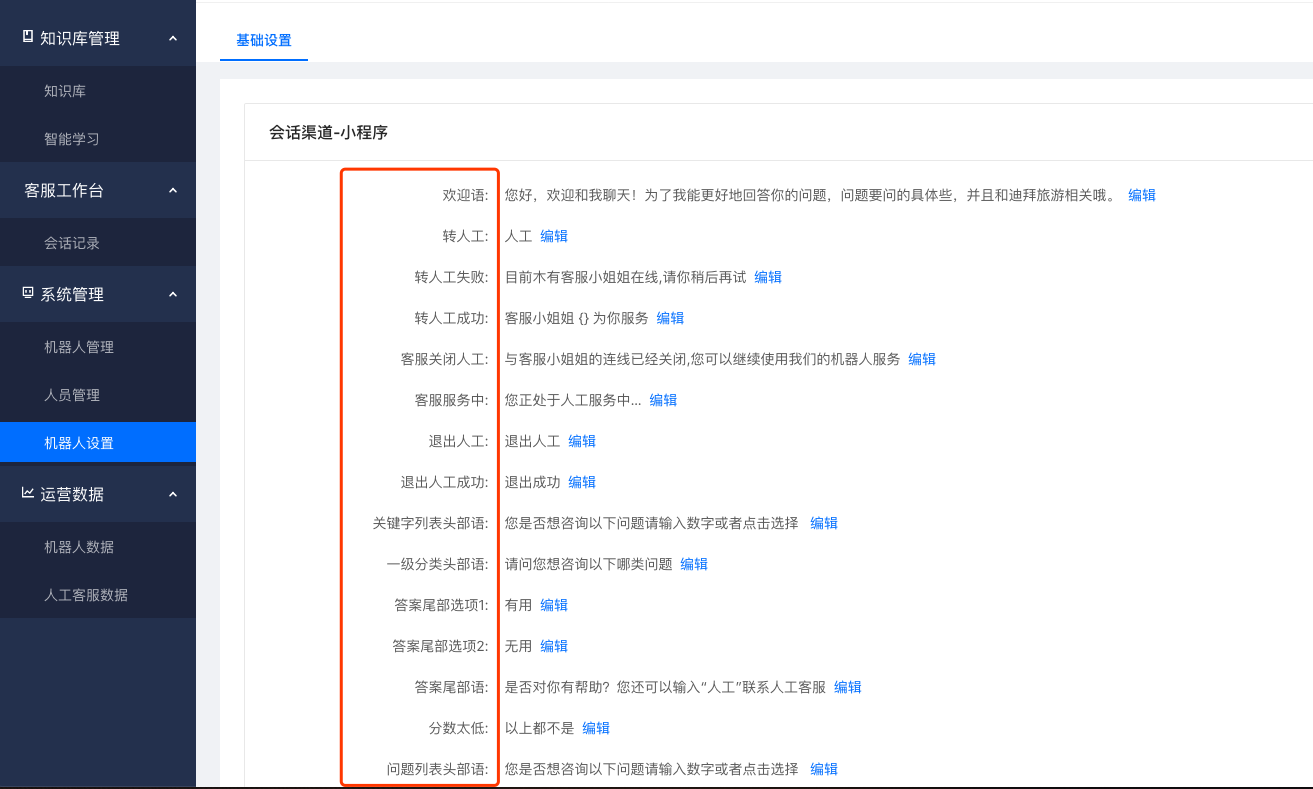 知识库管理
知识库
智能学习
客服工作台
会话记录
系统管理
机器人管理
人员管理
机器人设置
运营数据
机器人数据
人工客服数据
基础设置
会话渠道-小程序
欢迎语: 您好，欢迎和我聊天！为了我能更好地回答你的问题，问题要问的具体些，并且和迪拜旅游相关哦。 编辑
转人工: 人工 编辑
转人工失败: 目前木有客服小姐姐在线,请你稍后再试 编辑
转人工成功: 客服小姐姐 {} 为你服务 编辑
客服关闭人工: 与客服小姐姐的连线已经关闭,您可以继续使用我们的机器人服务 编辑
客服服务中: 您正处于人工服务中... 编辑
退出人工: 退出人工 编辑
退出人工成功: 退出成功 编辑
关键字列表头部语: 您是否想咨询以下问题请输入数字或者点击选择 编辑
一级分类头部语: 请问您想咨询以下哪类问题 编辑
答案尾部选项1: 有用 编辑
答案尾部选项2: 无用 编辑
答案尾部语: 是否对你有帮助？您还可以输入“人工”联系人工客服 编辑
分数太低: 以上都不是 编辑
问题列表头部语: 您是否想咨询以下问题请输入数字或者点击选择 编辑